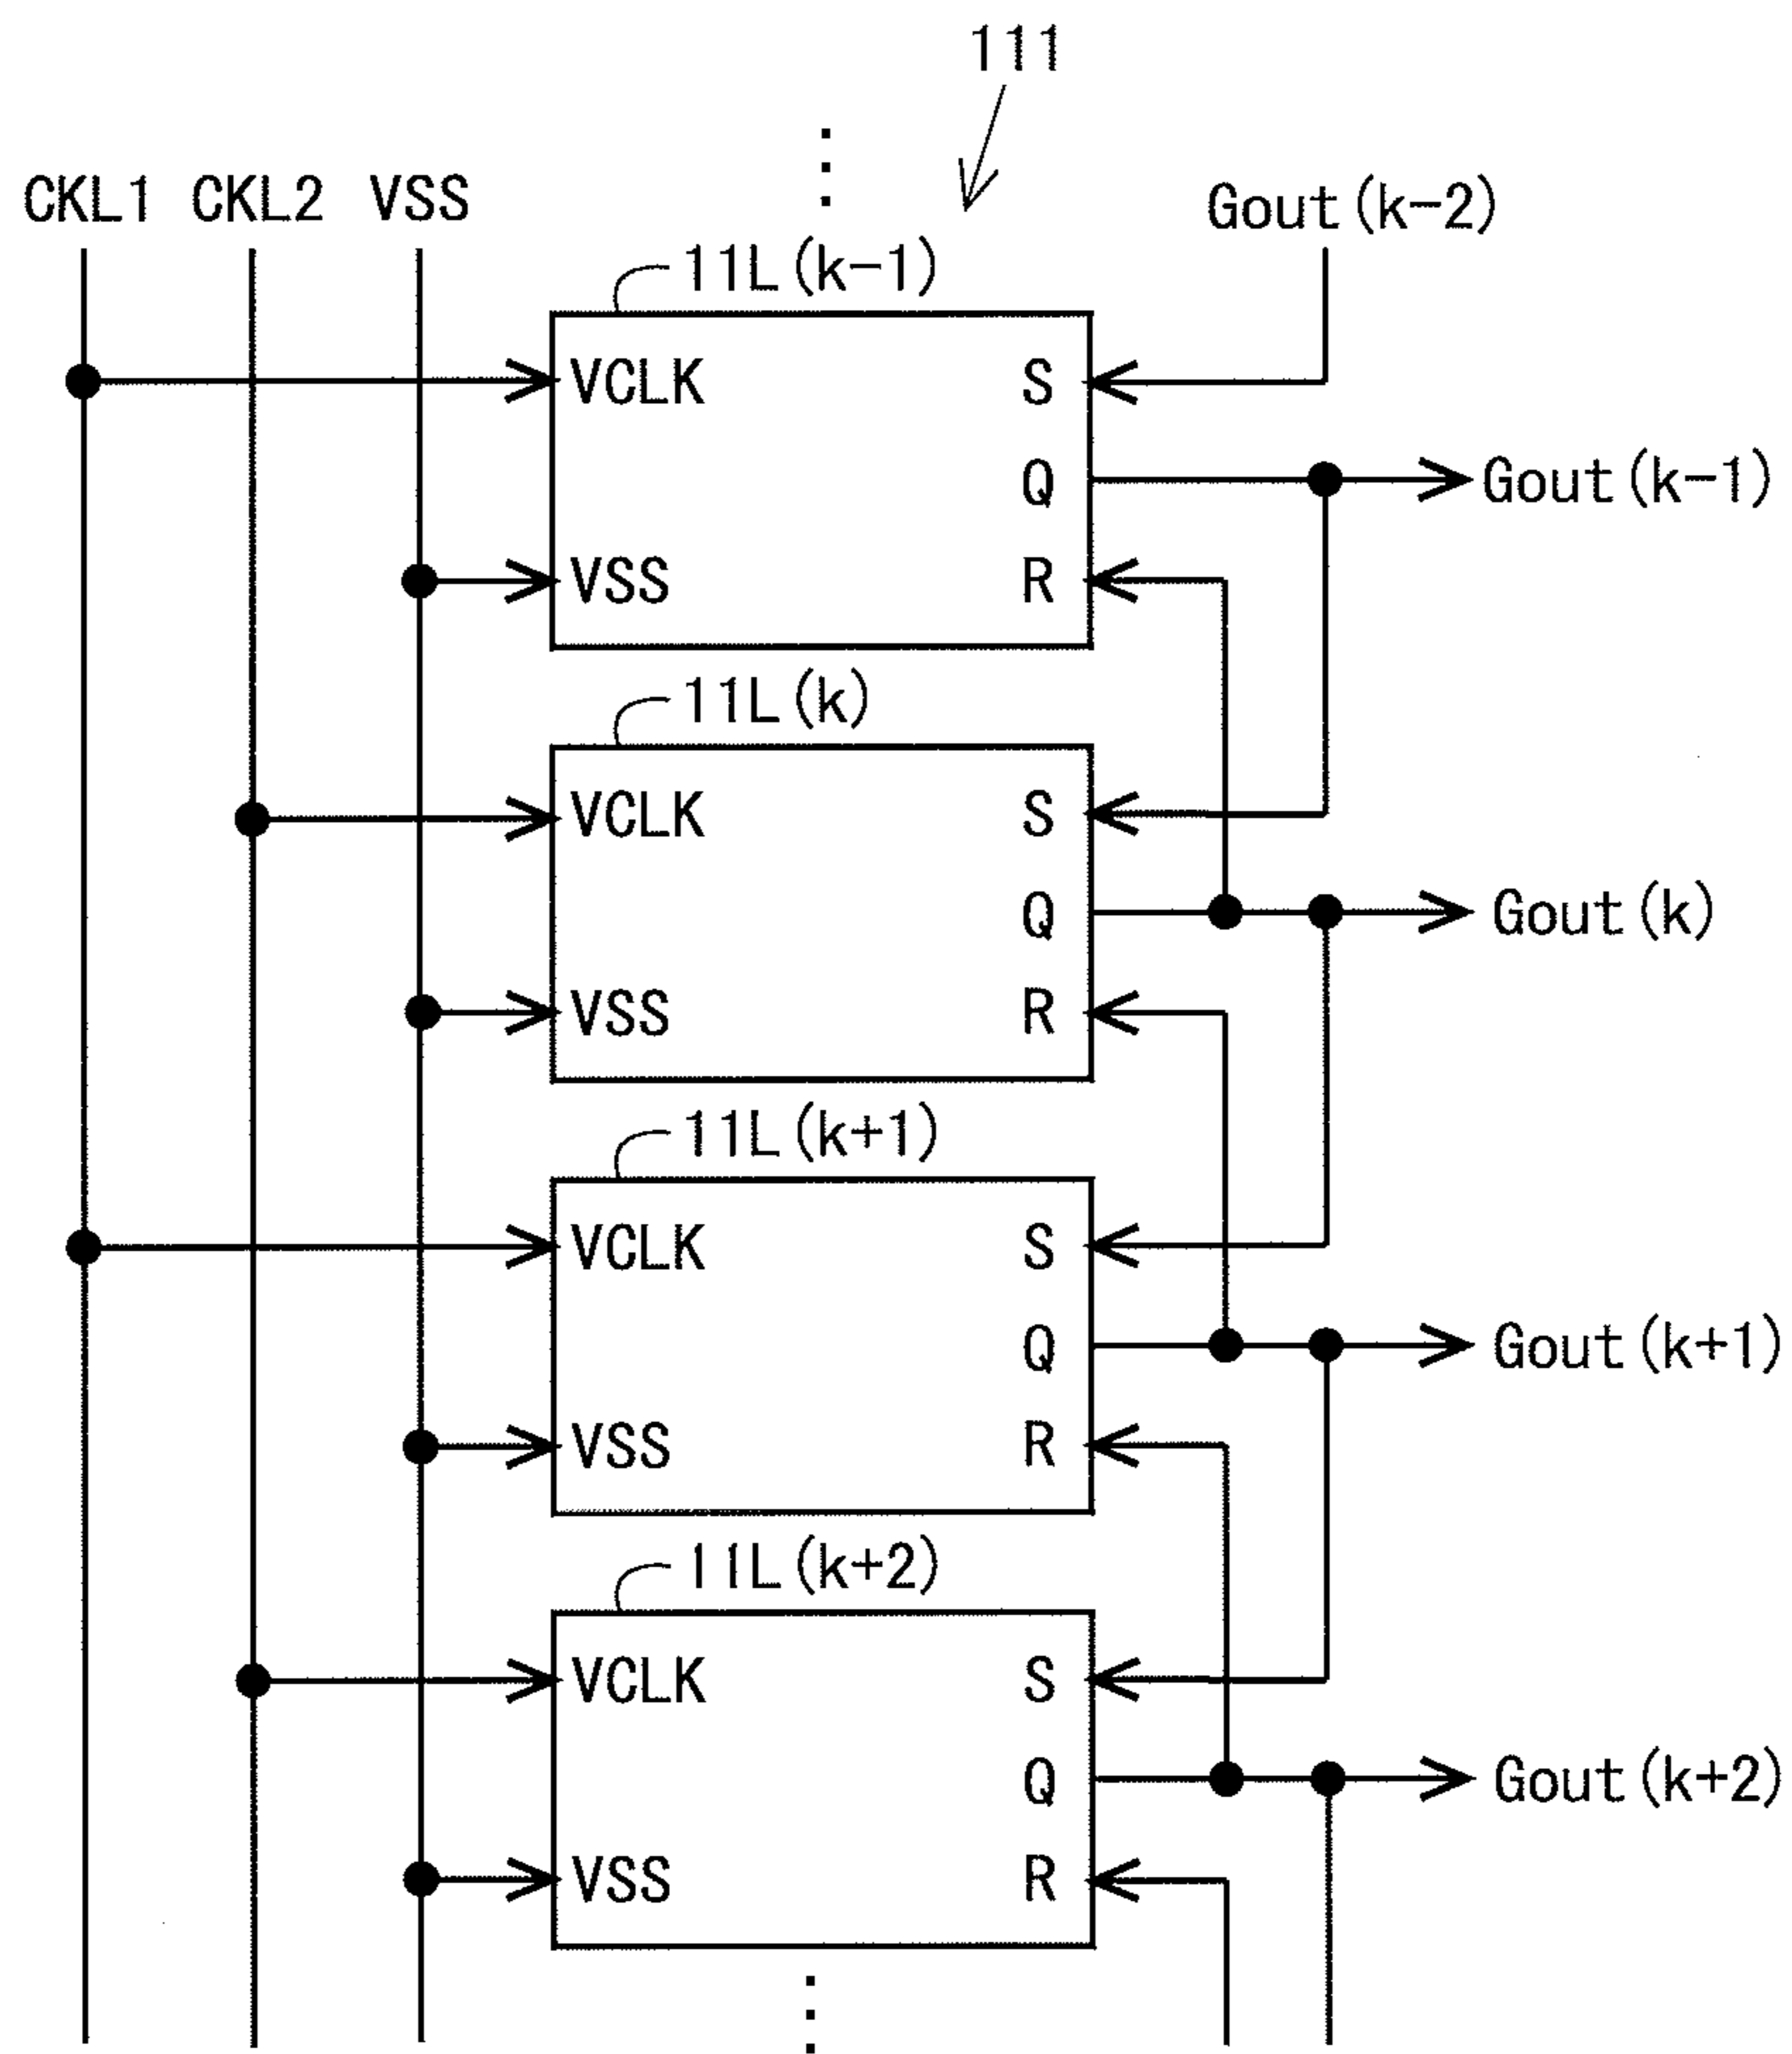 111
CKL1 CKL2 VSS Gout(k-2)
11L(k-1)
VCLK S
Q Gout(k-1)
VSS R
11L(k)
VCLK S
Q Gout(k)
VSS R
11L(k+1)
VCLK S
Q Gout(k+1)
VSS R
11L(k+2)
VCLK S
Q Gout(k+2)
VSS R